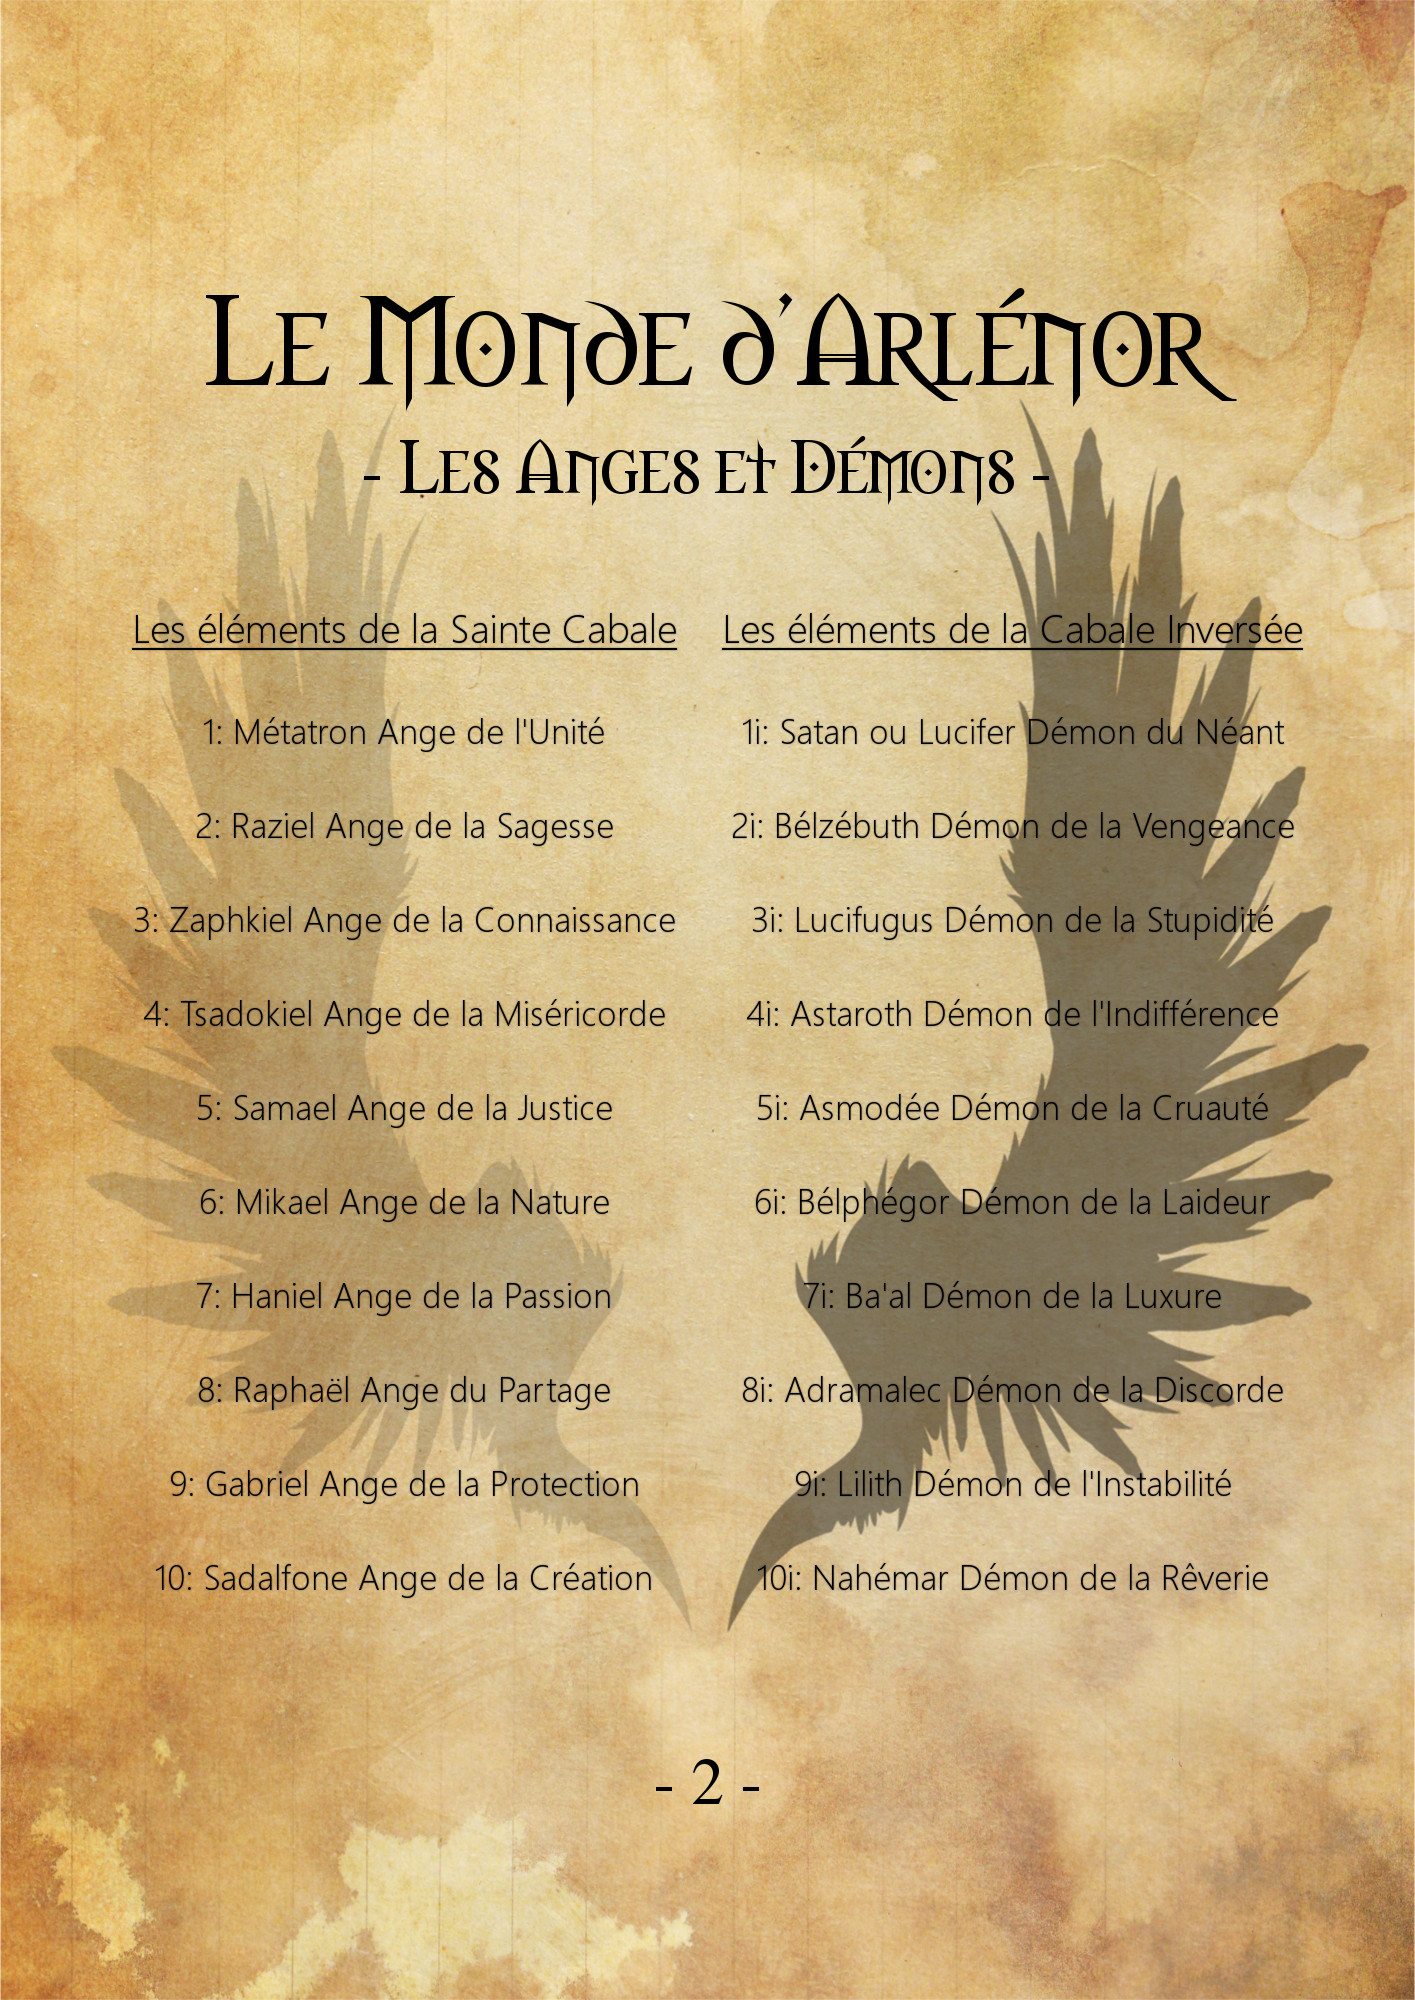 Le Monde d'Arlénor
- Les Anges et Démons -
Les éléments de la Sainte Cabale
1: Métatron Ange de l'Unité
2: Raziel Ange de la Sagesse
3: Zaphkiel Ange de la Connaissance
4: Tsadokiel Ange de la Miséricorde
5: Samael Ange de la Justice
6: Mikael Ange de la Nature
7: Haniel Ange de la Passion
8: Raphaël Ange du Partage
9: Gabriel Ange de la Protection
10: Sadalfone Ange de la Création
Les éléments de la Cabale Inversée
1i: Satan ou Lucifer Démon du Néant
2i: Bélzébuth Démon de la Vengeance
3i: Lucifugus Démon de la Stupidité
4i: Astaroth Démon de l'Indifférence
5i: Asmodée Démon de la Cruauté
6i: Bélphégor Démon de la Laideur
7i: Ba'al Démon de la Luxure
8i: Adramalec Démon de la Discorde
9i: Lilith Démon de l'Instabilité
10i: Nahémar Démon de la Rêverie
- 2 -